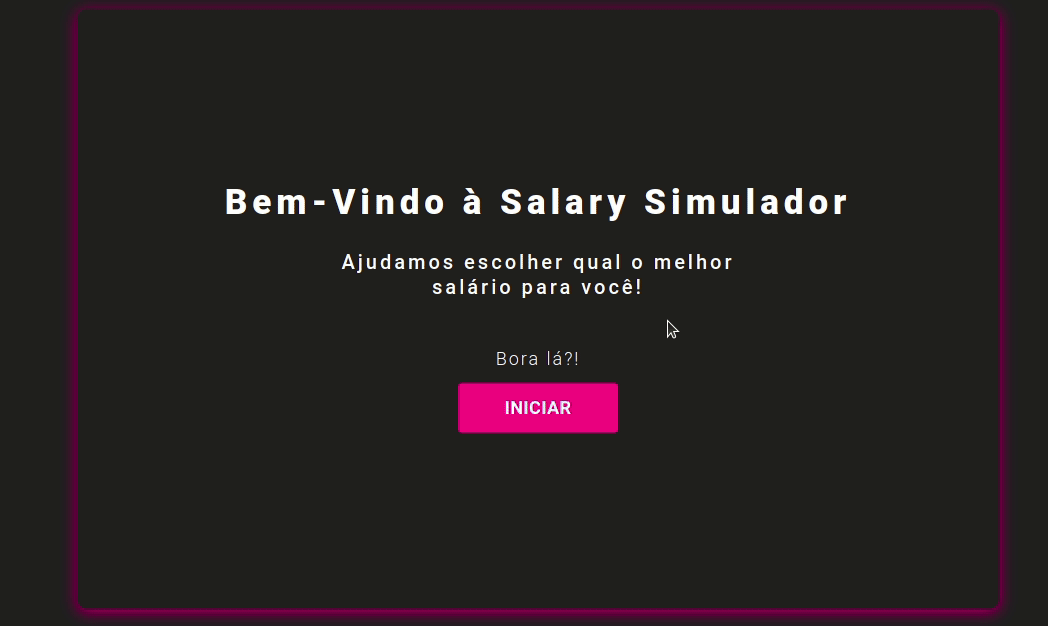 Bem-Vindo à Salary Simulador
Ajudamos escolher qual o melhor
salário para você!
Bora lá?!
INICIAR